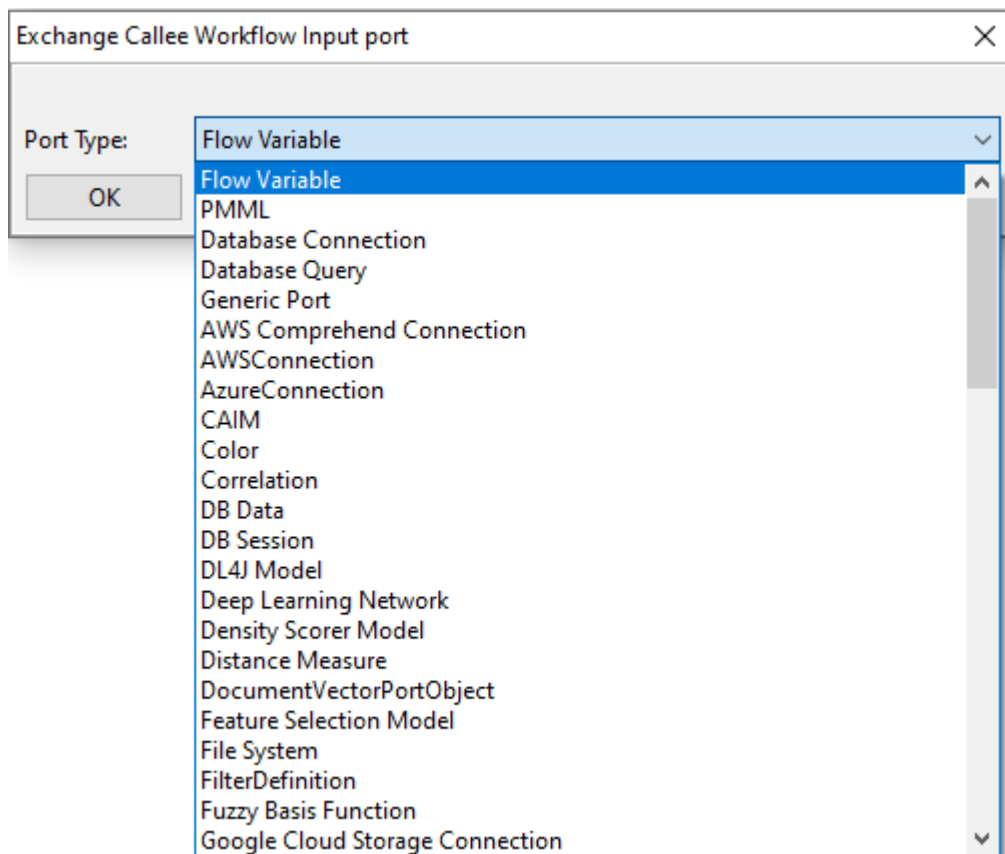 Exchange Callee Workflow Input port
Port Type:
Flow Variable
OK
Flow Variable
PMML
Database Connection
Database Query
Generic Port
AWS Comprehend Connection
AWSConnection
AzureConnection
CAIM
Color
Correlation
DB Data
DB Session
DL4J Model
Deep Learning Network
Density Scorer Model
Distance Measure
DocumentVectorPortObject
Feature Selection Model
File System
FilterDefinition
Fuzzy Basis Function
Google Cloud Storage Connection